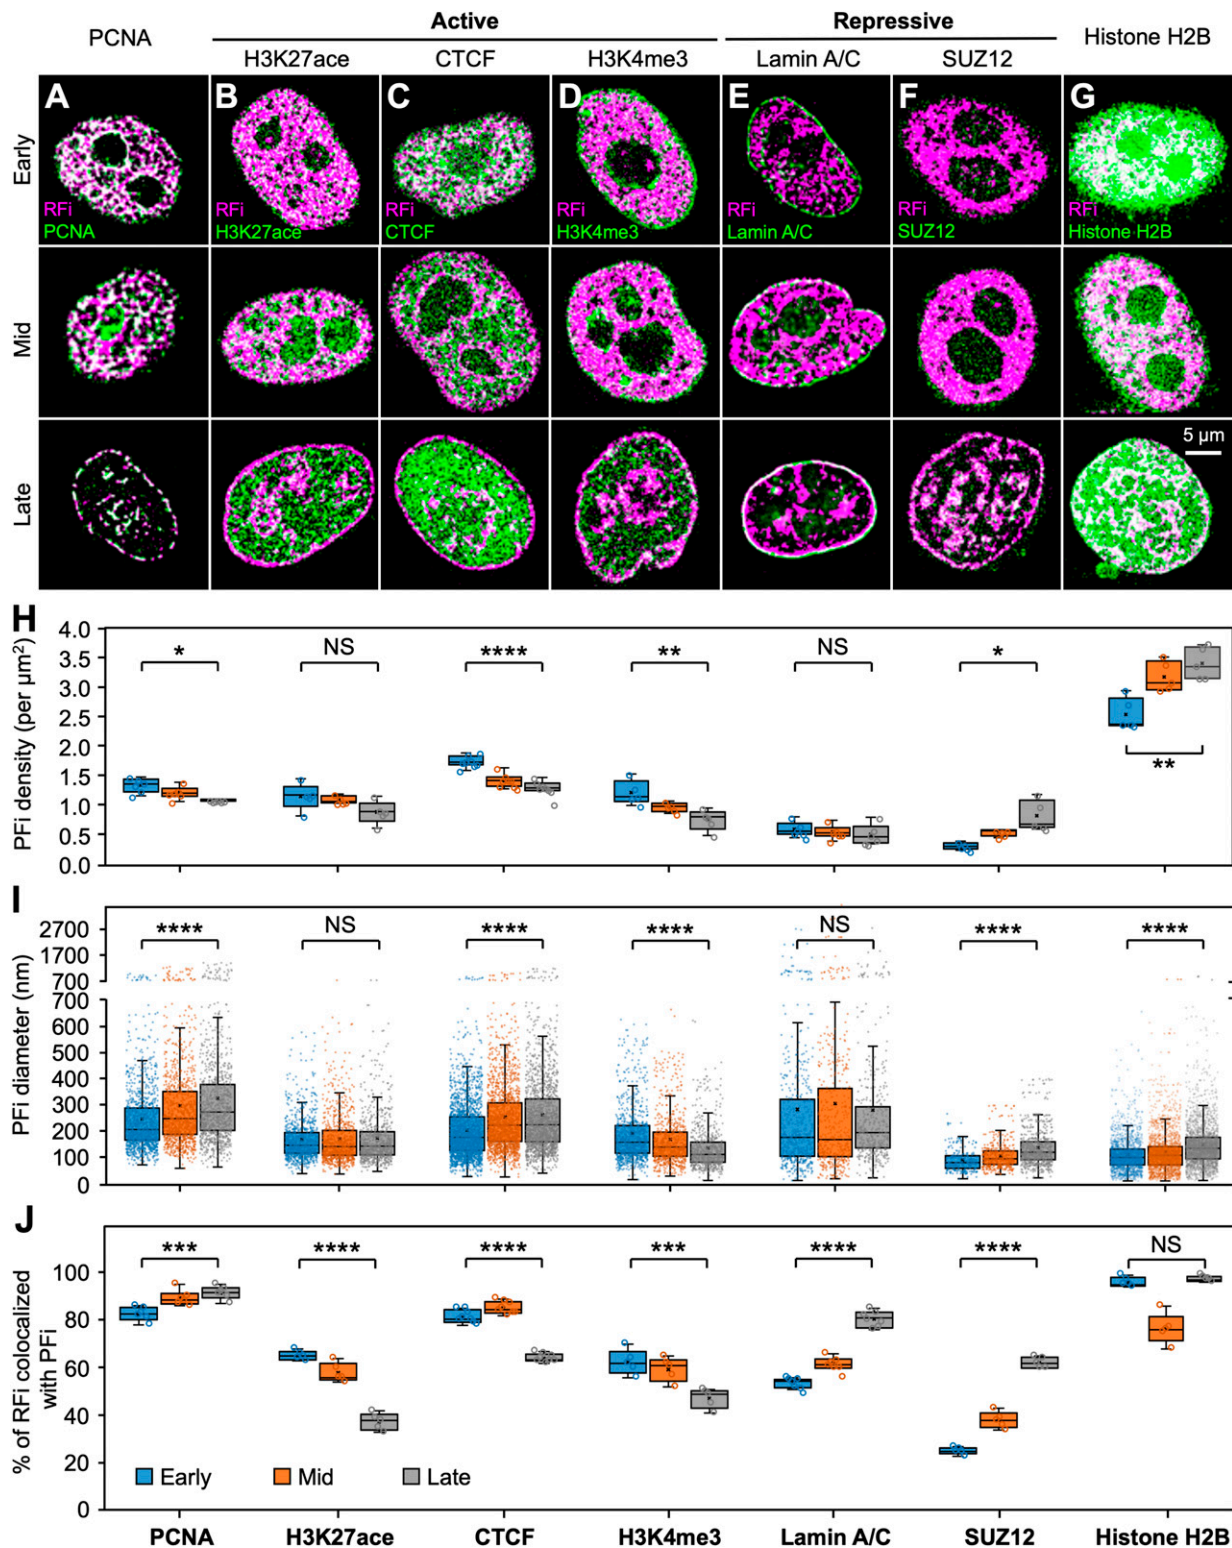 Active
Repressive
PCNA
H3K27ace
CTCF
H3K4me3
Lamin A/C
SUZ12
Histone H2B
A
B
C
D
E
F
G
Early
RFi
PCNA
RFi
H3K27ace
RFi
CTCF
RFi
H3K4me3
RFi
Lamin A/C
RFi
SUZ12
RFi
Histone H2B
Mid
Late
5 µm
H
PFi density (per µm²)
4.0
3.5
3.0
2.5
2.0
1.5
1.0
0.5
0.0
*
NS
****
**
NS
*
**
I
PFi diameter (nm)
2700
1700
700
700
600
500
400
300
200
100
0
****
NS
****
****
NS
****
****
J
% of RFi colocalized
with PFi
100
80
60
40
20
0
***
****
****
***
****
****
NS
Early
Mid
Late
PCNA
H3K27ace
CTCF
H3K4me3
Lamin A/C
SUZ12
Histone H2B